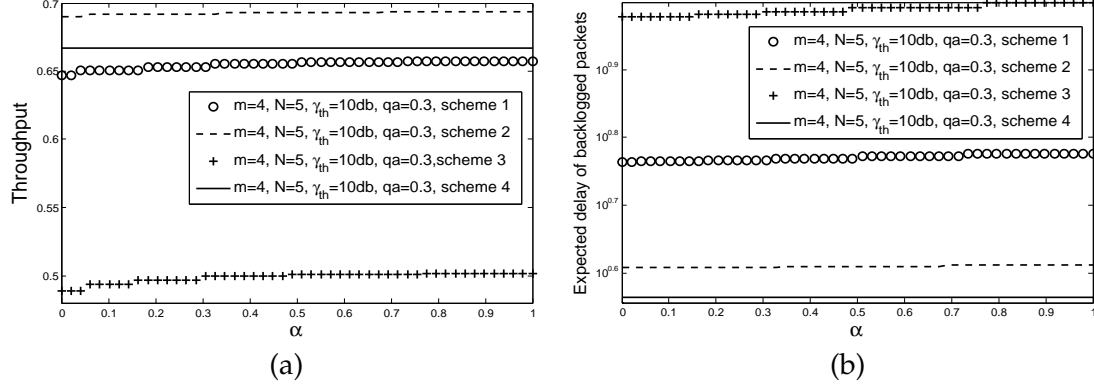 0.7
0.65
0.6
0.55
0.5
Throughput
m=4, N=5, γth=10db, qa=0.3, scheme 1
m=4, N=5, γth=10db, qa=0.3, scheme 2
m=4, N=5, γth=10db, qa=0.3,scheme 3
m=4, N=5, γth=10db, qa=0.3, scheme 4
0 0.1 0.2 0.3 0.4 0.5 0.6 0.7 0.8 0.9 1
α
(a)
10^0.9
10^0.8
10^0.7
10^0.6
Expected delay of backlogged packets
m=4, N=5, γth=10db, qa=0.3, scheme 1
m=4, N=5, γth=10db, qa=0.3, scheme 2
m=4, N=5, γth=10db, qa=0.3, scheme 3
m=4, N=5, γth=10db, qa=0.3, scheme 4
0 0.1 0.2 0.3 0.4 0.5 0.6 0.7 0.8 0.9 1
α
(b)